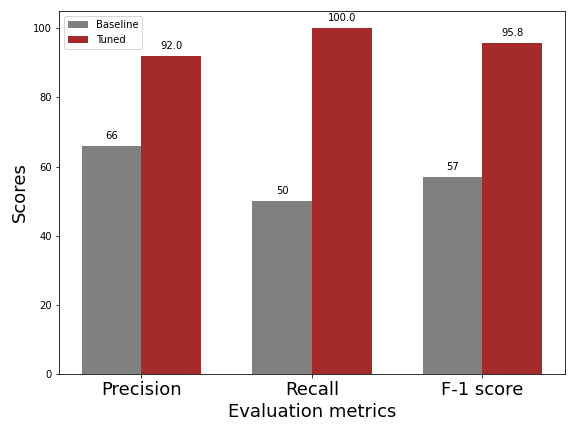 Baseline
Tuned
100
80
60
40
20
0
Scores
66
92.0
50
100.0
57
95.8
Precision
Recall
F-1 score
Evaluation metrics